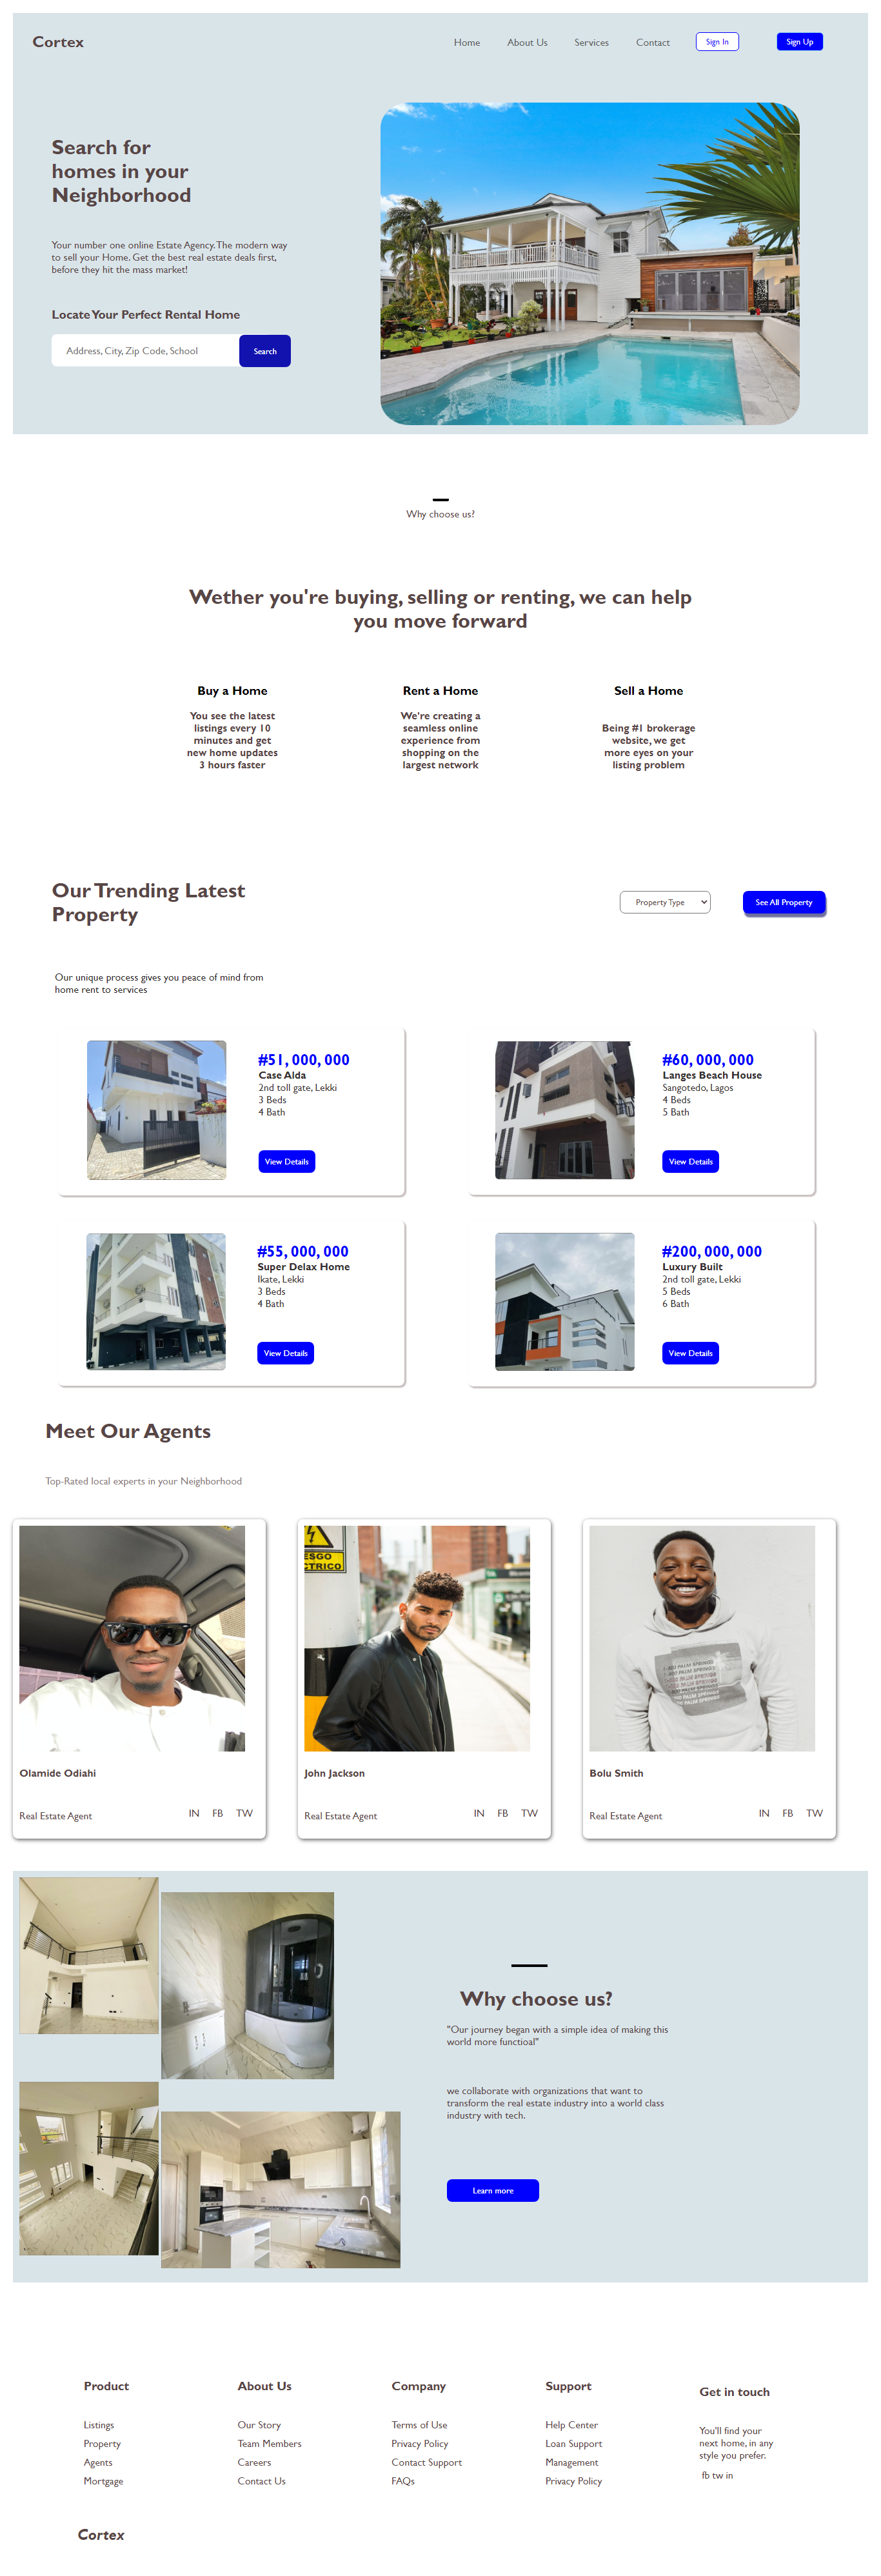 Cortex
Home
About Us
Services
Contact
Sign In
Sign Up
Search for
homes in your
Neighborhood
Your number one online Estate Agency. The modern way
to sell your Home. Get the best real estate deals first,
before they hit the mass market!
Locate Your Perfect Rental Home
Address, City, Zip Code, School
Search
Why choose us?
Wether you're buying, selling or renting, we can help
you move forward
Buy a Home
You see the latest
listings every 10
minutes and get
new home updates
3 hours faster
Rent a Home
We're creating a
seamless online
experience from
shopping on the
largest network
Sell a Home
Being #1 brokerage
website, we get
more eyes on your
listing problem
Our Trending Latest
Property
Property Type
See All Property
Our unique process gives you peace of mind from
home rent to services
#51, 000, 000
Case Alda
2nd toll gate, Lekki
3 Beds
4 Bath
View Details
#60, 000, 000
Langes Beach House
Sangotedo, Lagos
4 Beds
5 Bath
View Details
#55, 000, 000
Super Delax Home
Ikate, Lekki
3 Beds
4 Bath
View Details
#200, 000, 000
Luxury Built
2nd toll gate, Lekki
5 Beds
6 Bath
View Details
Meet Our Agents
Top-Rated local experts in your Neighborhood
Olamide Odiahi
Real Estate Agent
IN FB TW
ESGO
CTRICO
John Jackson
Real Estate Agent
IN FB TW
Bolu Smith
Real Estate Agent
IN FB TW
Why choose us?
"Our journey began with a simple idea of making this
world more functioal"
we collaborate with organizations that want to
transform the real estate industry into a world class
industry with tech.
Learn more
Product
Listings
Property
Agents
Mortgage
About Us
Our Story
Team Members
Careers
Contact Us
Company
Terms of Use
Privacy Policy
Contact Support
FAQs
Support
Help Center
Loan Support
Management
Privacy Policy
Get in touch
You'll find your
next home, in any
style you prefer.
fb tw in
Cortex